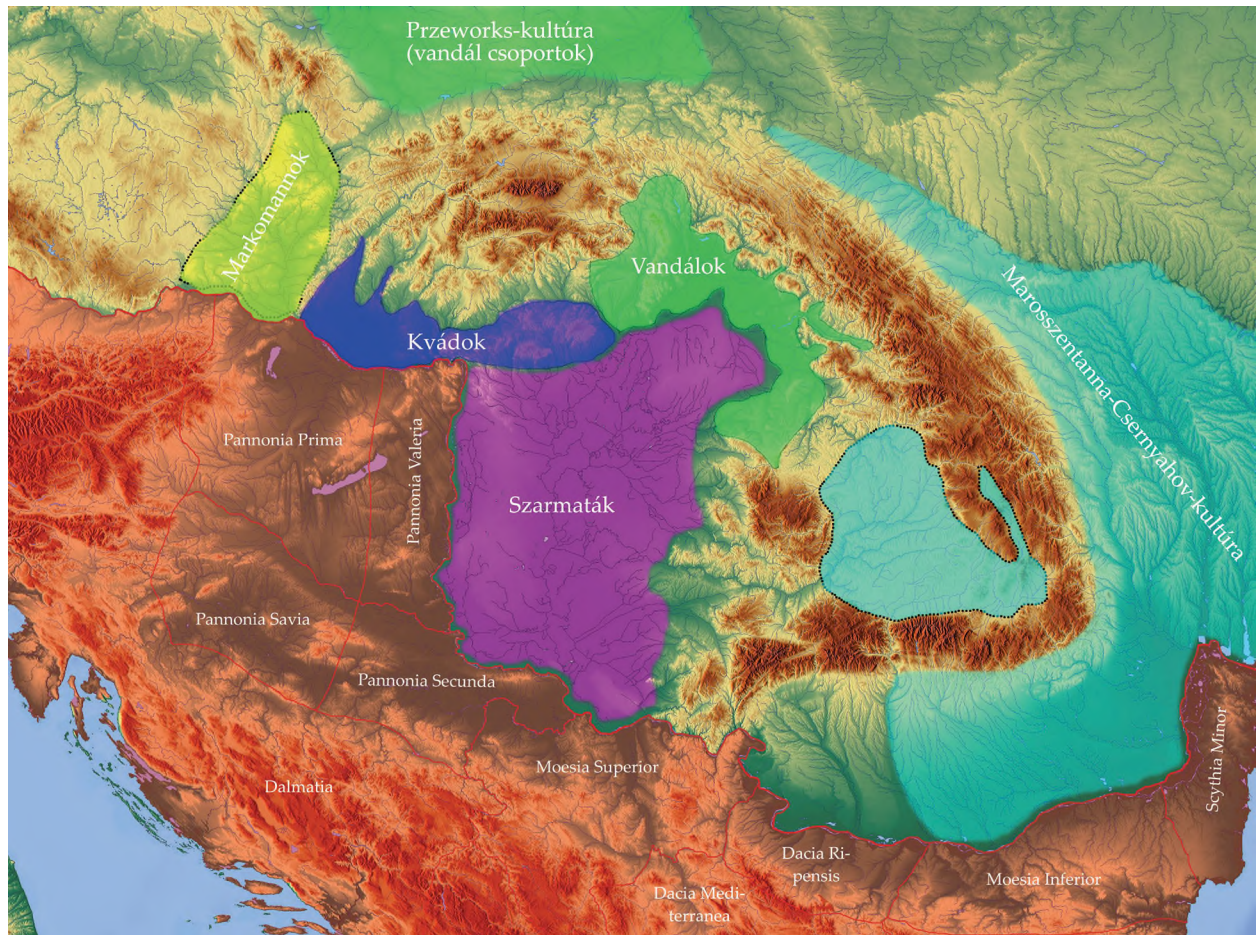 Przeworks-kultúra
(vandál csoportok)
Markomannok
Vandálok
Marosszentanna-Csernyahov-kultúra
Kvádok
Pannonia Prima
Pannonia Valeria
Szarmaták
Pannonia Savia
Pannonia Secunda
Moesia Superior
Dalmatia
Scythia Minor
Dacia Ri-
pensis
Moesia Inferior
Dacia Medi-
terranea